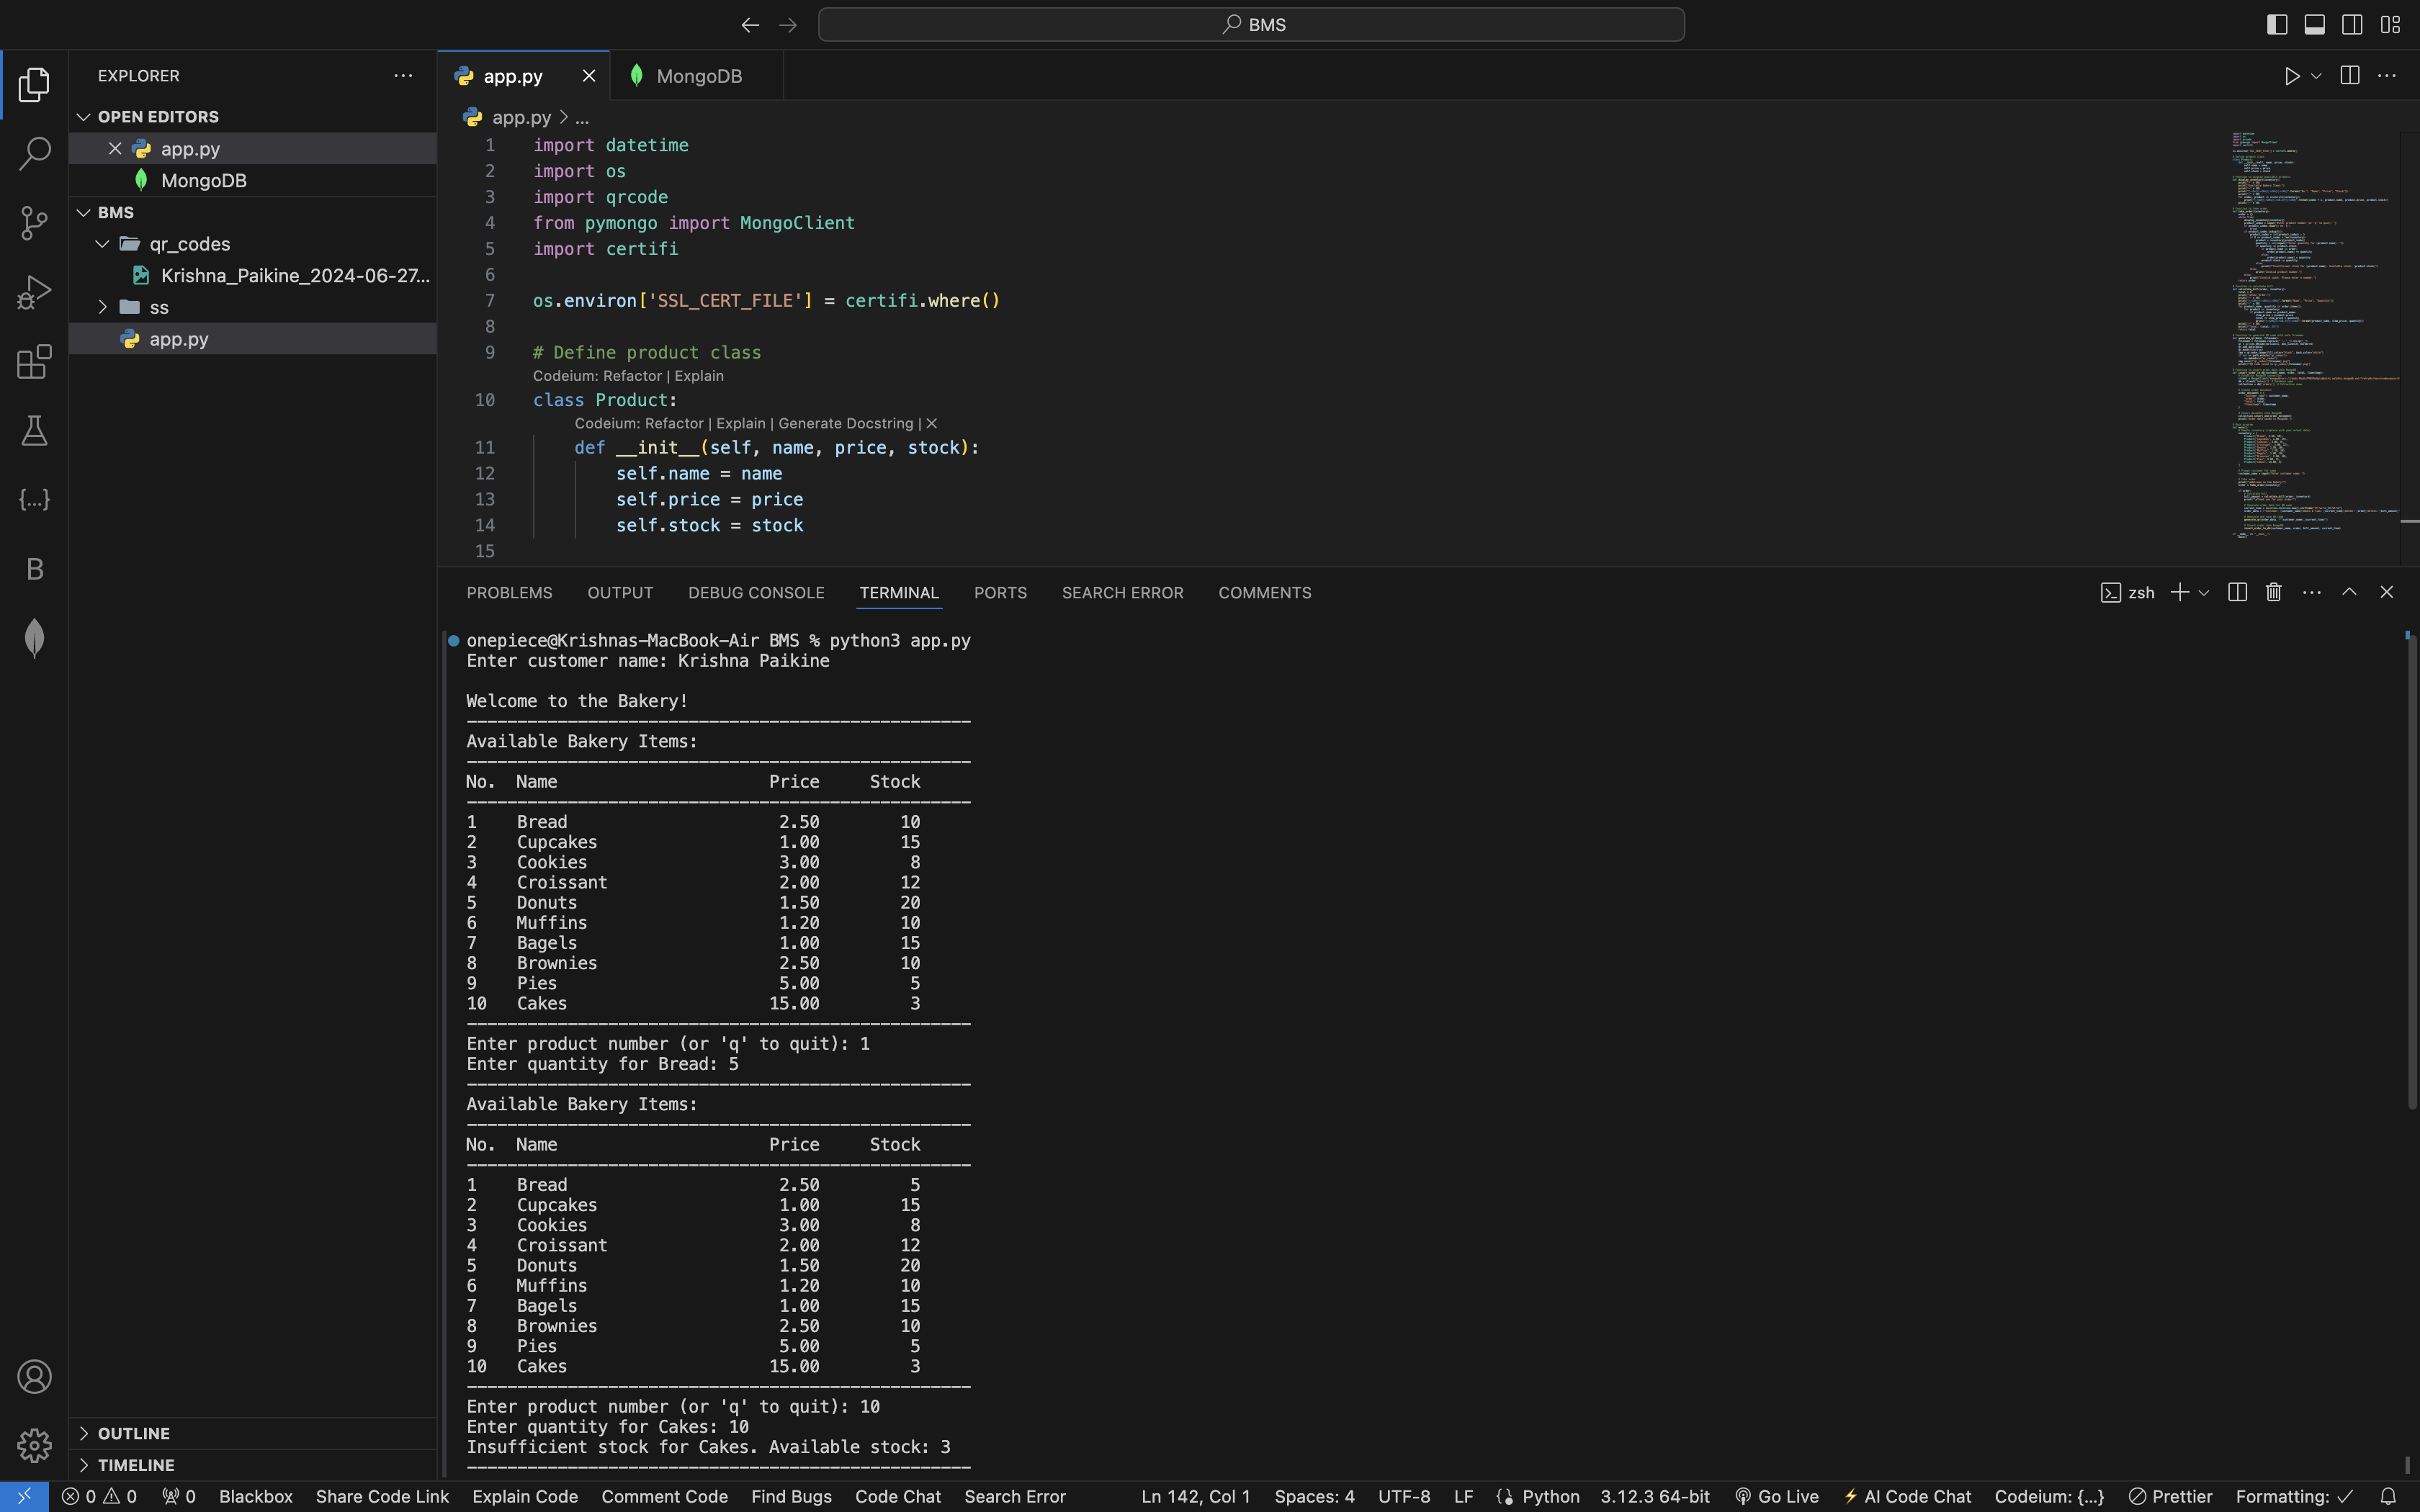 BMS
EXPLORER
OPEN EDITORS
app.py
MongoDB
BMS
qr_codes
Krishna_Paikine_2024-06-27...
ss
app.py
OUTLINE
TIMELINE
app.py
MongoDB
app.py > ...
1 import datetime
2 import os
3 import qrcode
4 from pymongo import MongoClient
5 import certifi
6
7 os.environ['SSL_CERT_FILE'] = certifi.where()
8
9 # Define product class
Codeium: Refactor | Explain
10 class Product:
Codeium: Refactor | Explain | Generate Docstring | ×
11 def __init__(self, name, price, stock):
12 self.name = name
13 self.price = price
14 self.stock = stock
15
PROBLEMS OUTPUT DEBUG CONSOLE TERMINAL PORTS SEARCH ERROR COMMENTS
zsh
onepiece@Krishnas-MacBook-Air BMS % python3 app.py
Enter customer name: Krishna Paikine
Welcome to the Bakery!
--------------------------------------------------
Available Bakery Items:
--------------------------------------------------
No. Name Price Stock
--------------------------------------------------
1 Bread 2.50 10
2 Cupcakes 1.00 15
3 Cookies 3.00 8
4 Croissant 2.00 12
5 Donuts 1.50 20
6 Muffins 1.20 10
7 Bagels 1.00 15
8 Brownies 2.50 10
9 Pies 5.00 5
10 Cakes 15.00 3
--------------------------------------------------
Enter product number (or 'q' to quit): 1
Enter quantity for Bread: 5
--------------------------------------------------
Available Bakery Items:
--------------------------------------------------
No. Name Price Stock
--------------------------------------------------
1 Bread 2.50 5
2 Cupcakes 1.00 15
3 Cookies 3.00 8
4 Croissant 2.00 12
5 Donuts 1.50 20
6 Muffins 1.20 10
7 Bagels 1.00 15
8 Brownies 2.50 10
9 Pies 5.00 5
10 Cakes 15.00 3
--------------------------------------------------
Enter product number (or 'q' to quit): 10
Enter quantity for Cakes: 10
Insufficient stock for Cakes. Available stock: 3
--------------------------------------------------
0 0 0 Blackbox Share Code Link Explain Code Comment Code Find Bugs Code Chat Search Error Ln 142, Col 1 Spaces: 4 UTF-8 LF Python 3.12.3 64-bit Go Live AI Code Chat Codeium: {...} Prettier Formatting: ✓